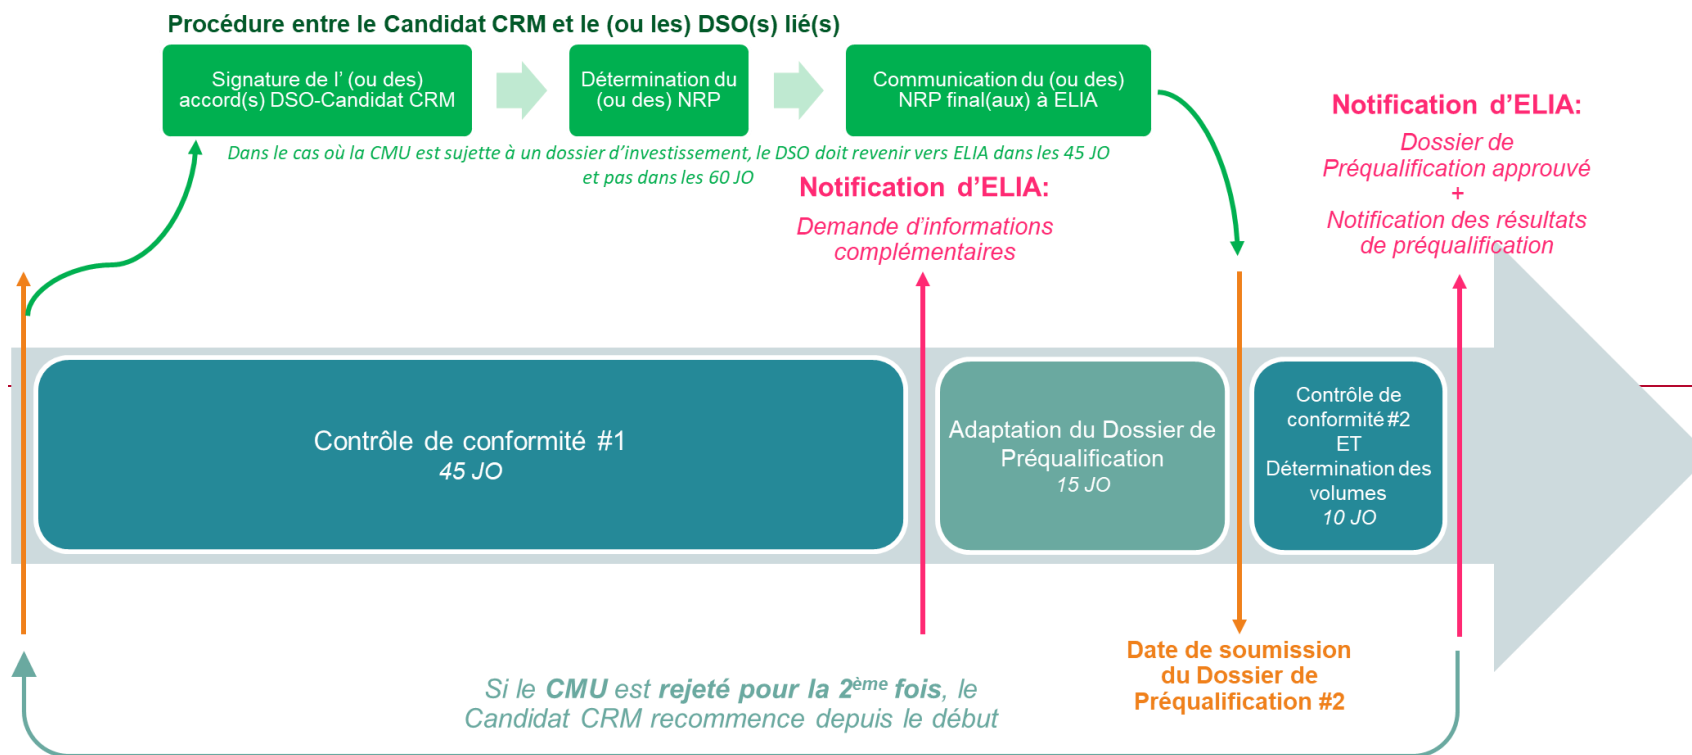 Procédure entre le Candidat CRM et le (ou les) DSO(s) lié(s)
Signature de l' (ou des)
accord(s) DSO-Candidat CRM
Détermination du
(ou des) NRP
Communication du (ou des)
NRP final(aux) à ELIA
Dans le cas où la CMU est sujette à un dossier d'investissement, le DSO doit revenir vers ELIA dans les 45 JO
et pas dans les 60 JO
Notification d'ELIA:
Demande d'informations
complémentaires
Notification d'ELIA:
Dossier de
Préqualification approuvé
+
Notification des résultats
de préqualification
Contrôle de conformité #1
45 JO
Adaptation du Dossier de
Préqualification
15 JO
Contrôle de
conformité #2
ET
Détermination des
volumes
10 JO
Date de soumission
du Dossier de
Préqualification #2
Si le CMU est rejeté pour la 2ème fois, le
Candidat CRM recommence depuis le début